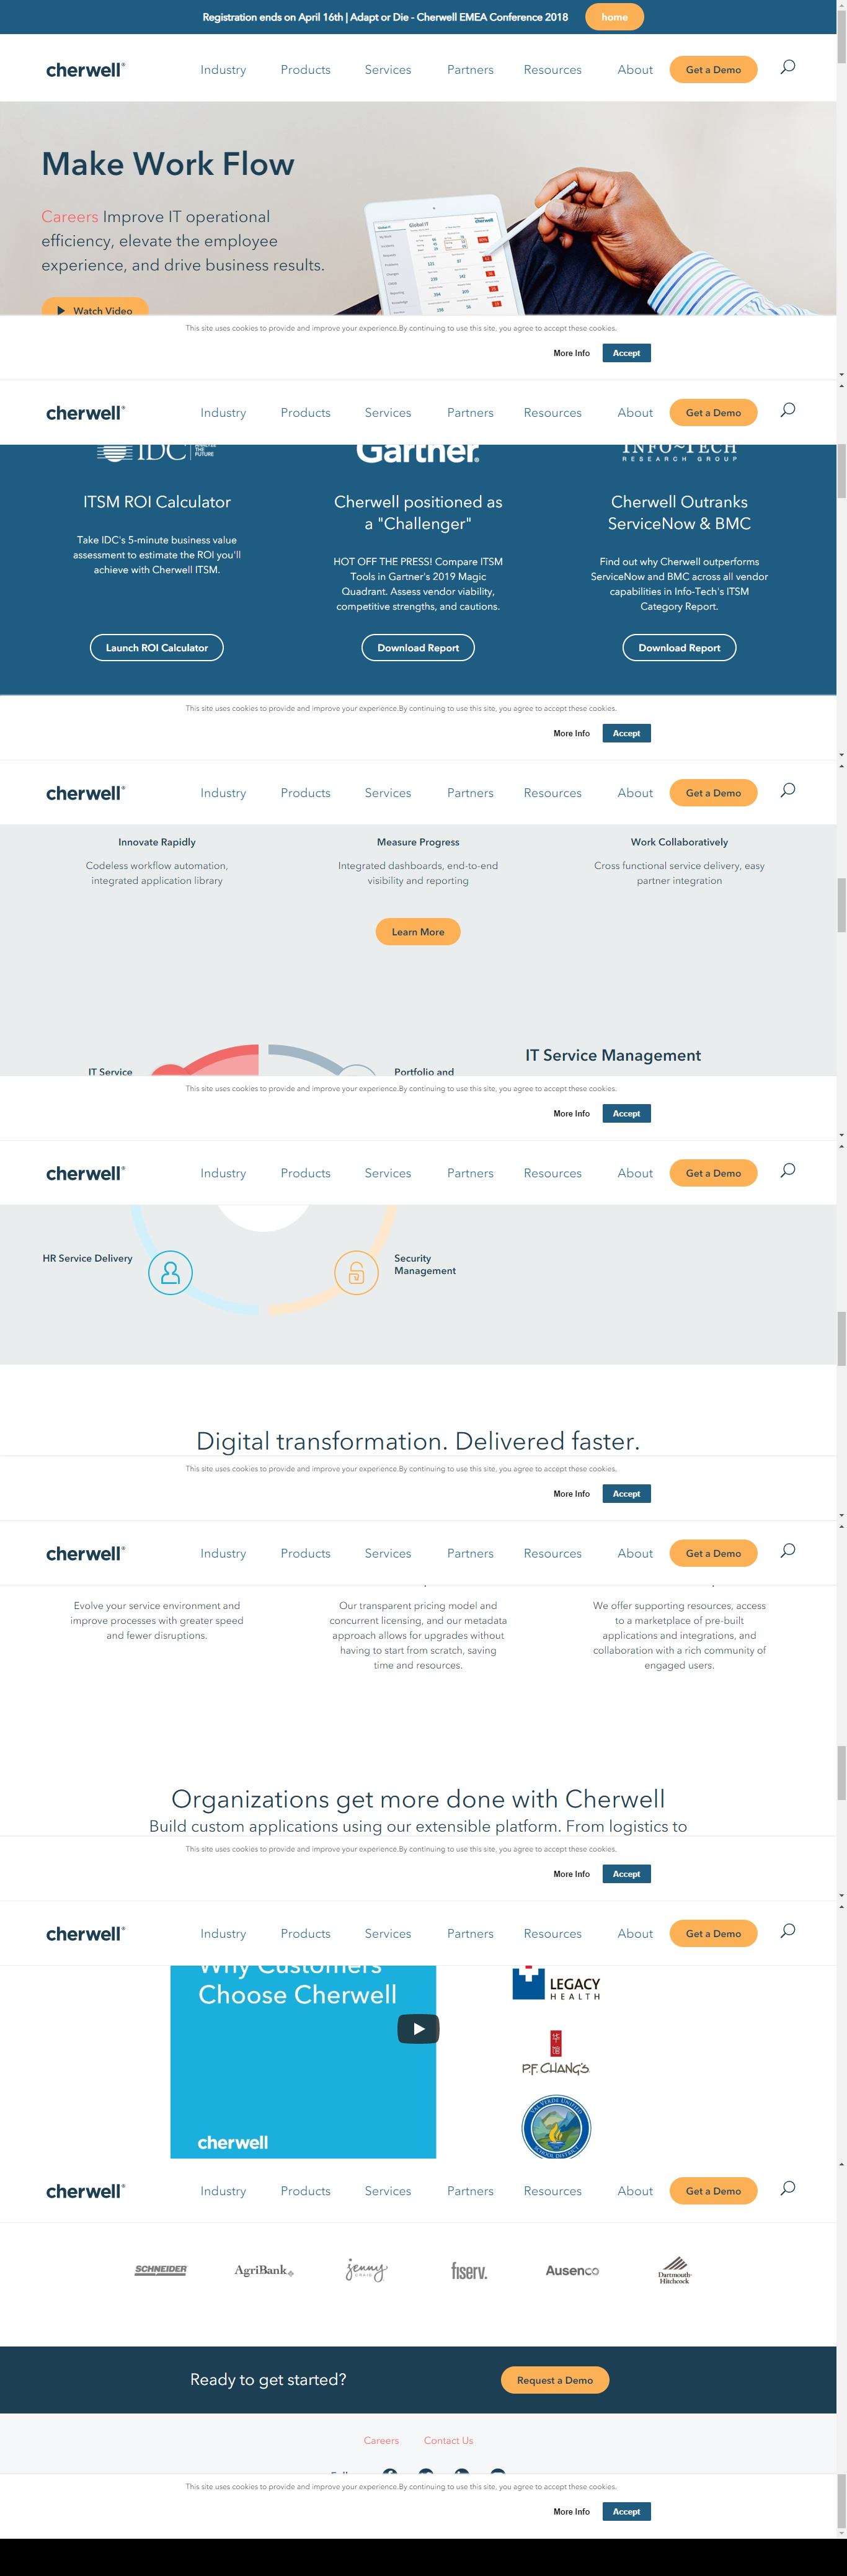 Registration ends on April 16th | Adapt or Die - Cherwell EMEA Conference 2018 home
cherwell Industry Products Services Partners Resources About Get a Demo
Make Work Flow
Careers Improve IT operational
efficiency, elevate the employee
experience, and drive business results.
Watch Video
This site uses cookies to provide and improve your experience.By continuing to use this site, you agree to accept these cookies.
More Info Accept
cherwell Industry Products Services Partners Resources About Get a Demo
IDC ANALYZE THE FUTURE
Gartner
INFO~TECH
RESEARCH GROUP
ITSM ROI Calculator
Take IDC's 5-minute business value
assessment to estimate the ROI you'll
achieve with Cherwell ITSM.
Launch ROI Calculator
Cherwell positioned as
a "Challenger"
HOT OFF THE PRESS! Compare ITSM
Tools in Gartner's 2019 Magic
Quadrant. Assess vendor viability,
competitive strengths, and cautions.
Download Report
Cherwell Outranks
ServiceNow & BMC
Find out why Cherwell outperforms
ServiceNow and BMC across all vendor
capabilities in Info-Tech's ITSM
Category Report.
Download Report
This site uses cookies to provide and improve your experience.By continuing to use this site, you agree to accept these cookies.
More Info Accept
cherwell Industry Products Services Partners Resources About Get a Demo
Innovate Rapidly
Codeless workflow automation,
integrated application library
Measure Progress
Integrated dashboards, end-to-end
visibility and reporting
Work Collaboratively
Cross functional service delivery, easy
partner integration
Learn More
IT Service
Portfolio and
IT Service Management
This site uses cookies to provide and improve your experience.By continuing to use this site, you agree to accept these cookies.
More Info Accept
cherwell Industry Products Services Partners Resources About Get a Demo
HR Service Delivery
Security
Management
Digital transformation. Delivered faster.
This site uses cookies to provide and improve your experience.By continuing to use this site, you agree to accept these cookies.
More Info Accept
cherwell Industry Products Services Partners Resources About Get a Demo
Evolve your service environment and
improve processes with greater speed
and fewer disruptions.
Our transparent pricing model and
concurrent licensing, and our metadata
approach allows for upgrades without
having to start from scratch, saving
time and resources.
We offer supporting resources, access
to a marketplace of pre-built
applications and integrations, and
collaboration with a rich community of
engaged users.
Organizations get more done with Cherwell
Build custom applications using our extensible platform. From logistics to
This site uses cookies to provide and improve your experience.By continuing to use this site, you agree to accept these cookies.
More Info Accept
cherwell Industry Products Services Partners Resources About Get a Demo
Why Customers
Choose Cherwell
cherwell
LEGACY
HEALTH
P.F. CHANG'S
VAL VERDE UNIFIED
SCHOOL DISTRICT
cherwell Industry Products Services Partners Resources About Get a Demo
SCHNEIDER
AgriBank
jenny
CRAIG
fiserv.
Ausenco
Dartmouth-
Hitchcock
Ready to get started? Request a Demo
Careers Contact Us
This site uses cookies to provide and improve your experience.By continuing to use this site, you agree to accept these cookies.
More Info Accept